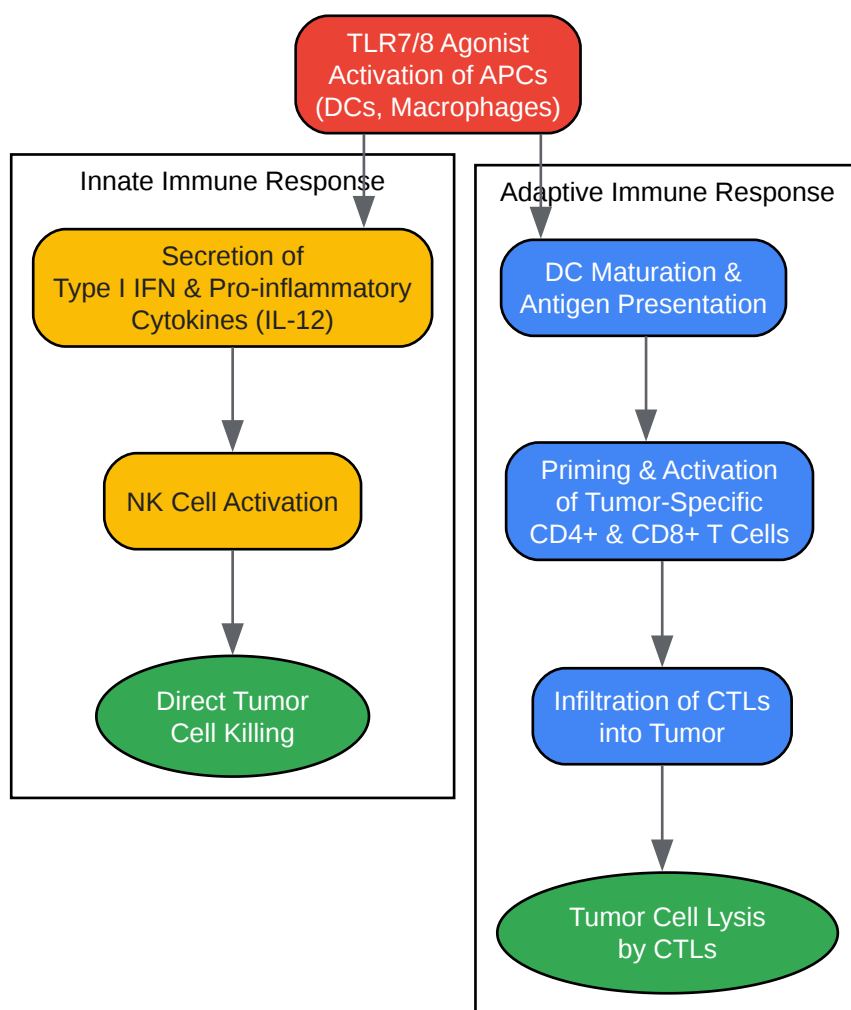 TLR7/8 Agonist
Activation of APCs
(DCs, Macrophages)
Innate Immune Response
Secretion of
Type I IFN & Pro-inflammatory
Cytokines (IL-12)
NK Cell Activation
Direct Tumor
Cell Killing
Adaptive Immune Response
DC Maturation &
Antigen Presentation
Priming & Activation
of Tumor-Specific
CD4+ & CD8+ T Cells
Infiltration of CTLs
into Tumor
Tumor Cell Lysis
by CTLs